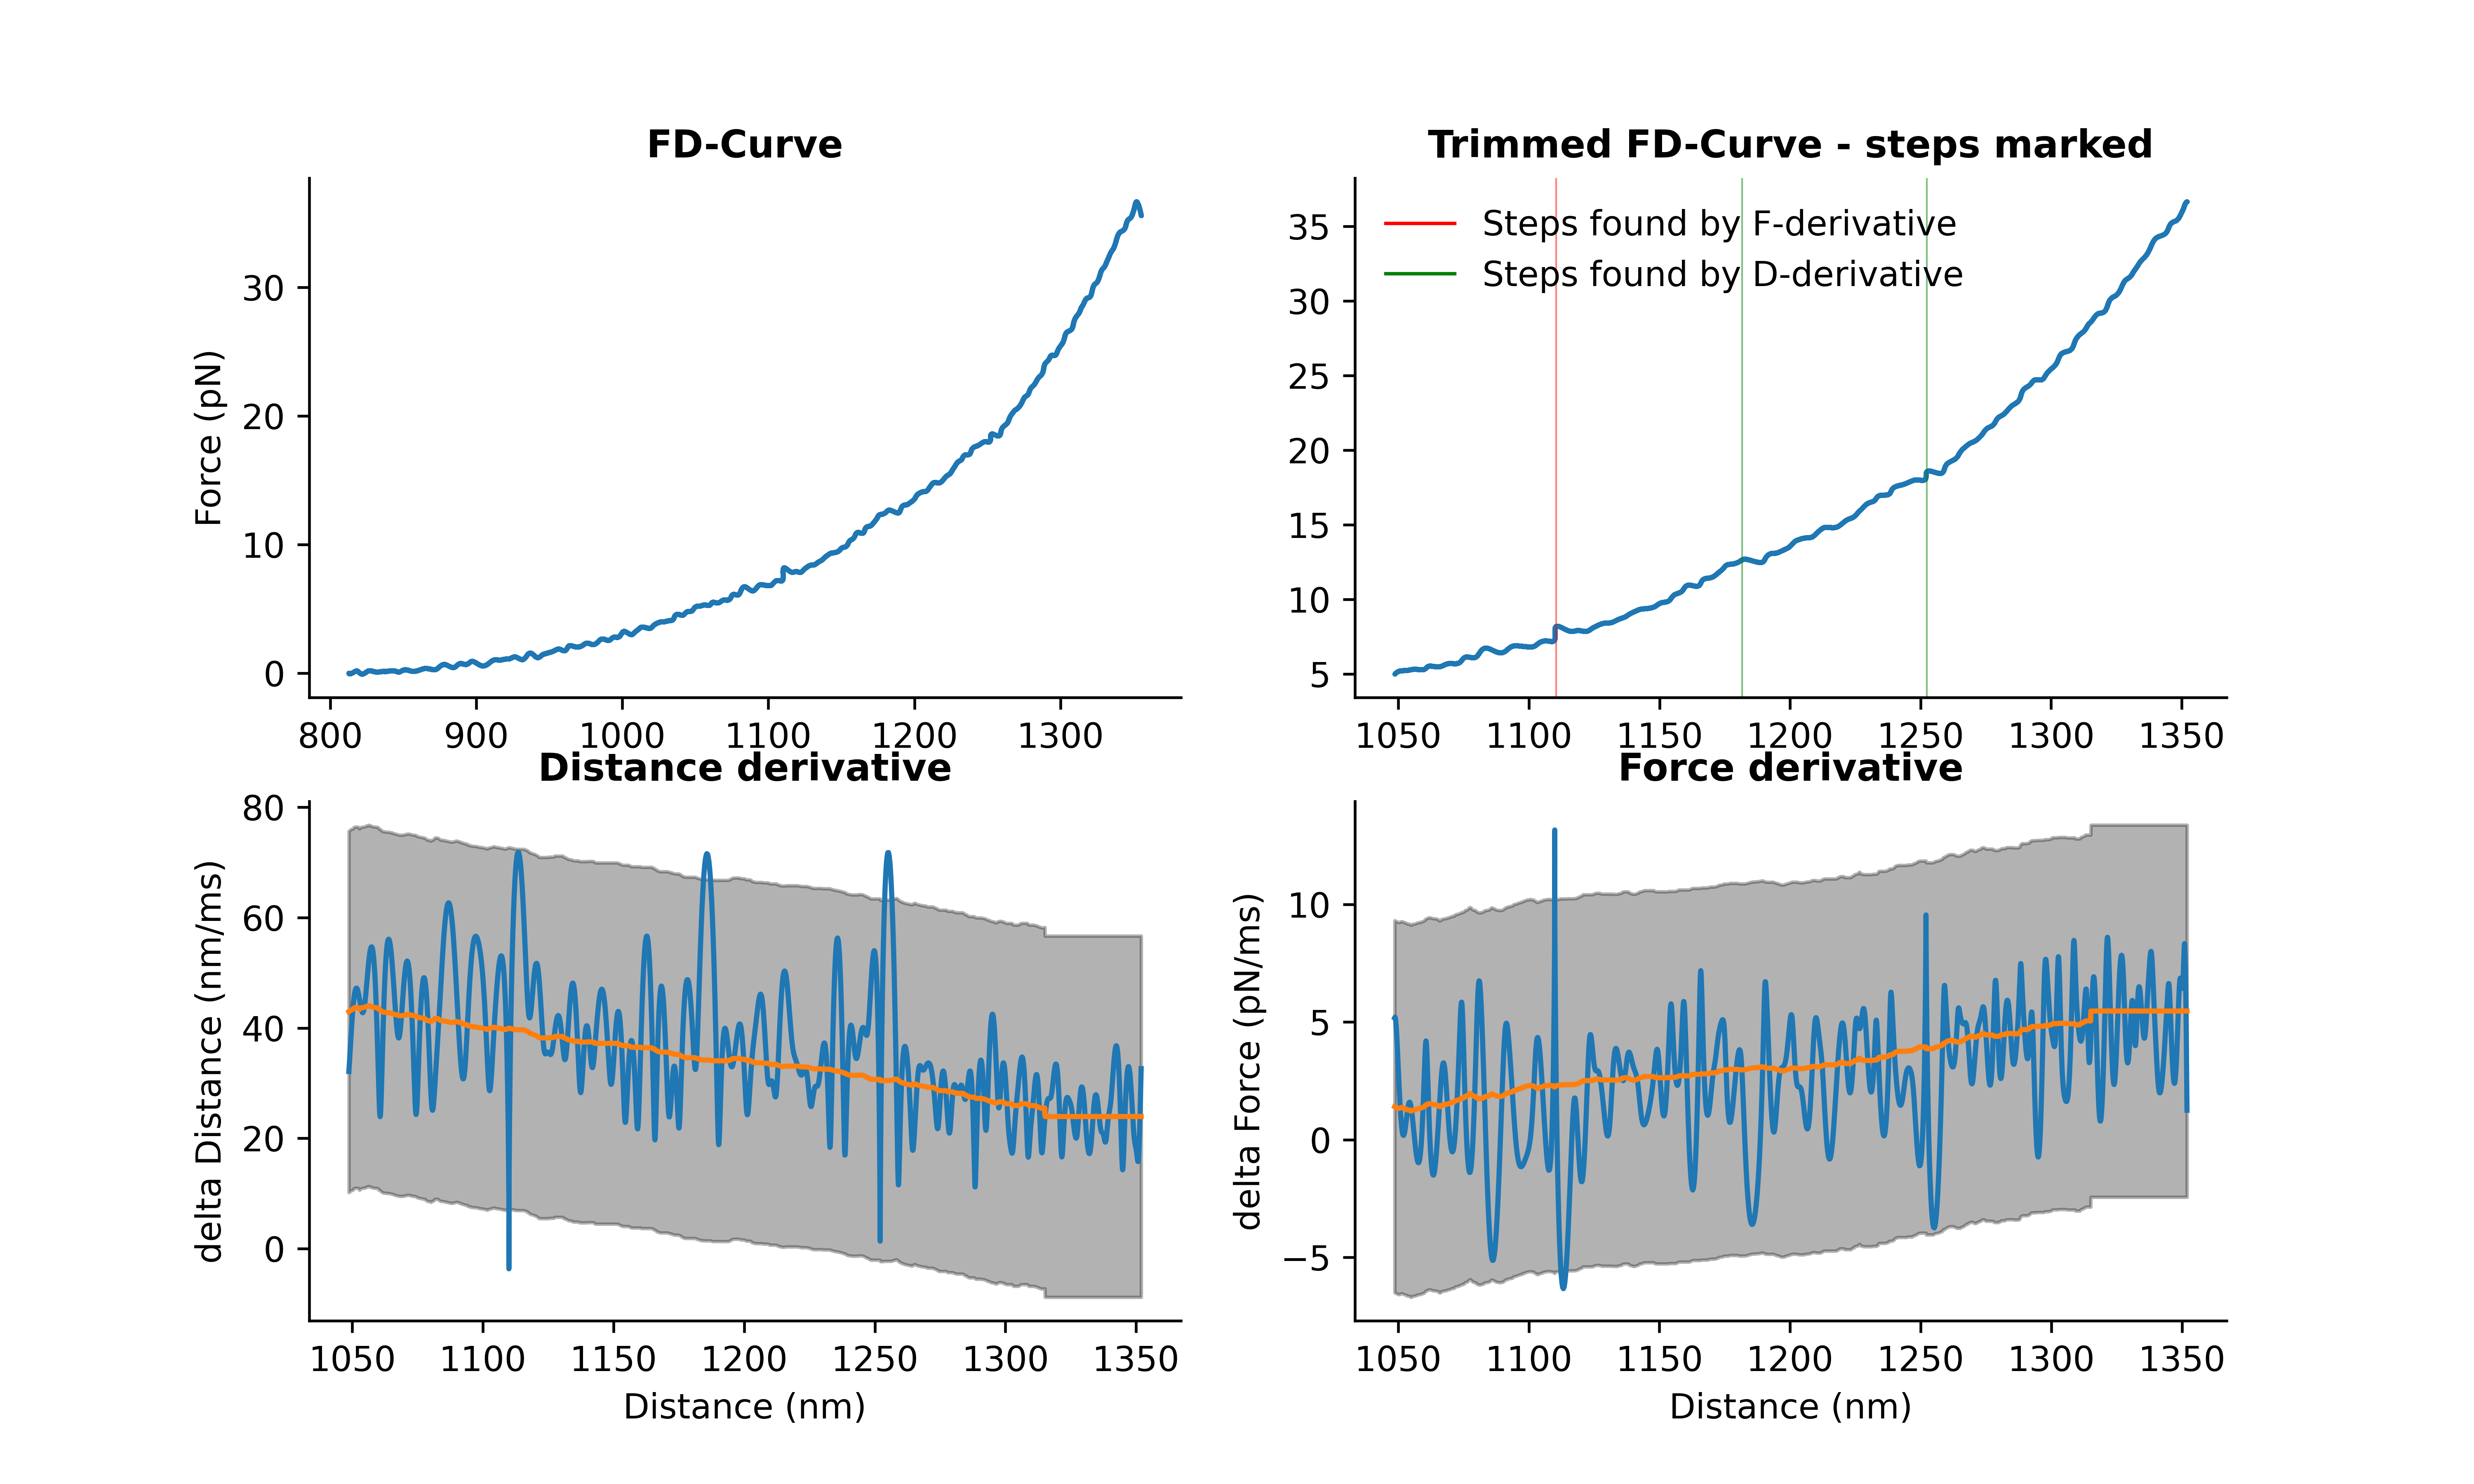 FD-Curve
Force (pN)
30
20
10
0
800 900 1000 1100 1200 1300
Trimmed FD-Curve - steps marked
Steps found by F-derivative
Steps found by D-derivative
35
30
25
20
15
10
5
1050 1100 1150 1200 1250 1300 1350
Distance derivative
delta Distance (nm/ms)
80
60
40
20
0
1050 1100 1150 1200 1250 1300 1350
Distance (nm)
Force derivative
delta Force (pN/ms)
10
5
0
−5
1050 1100 1150 1200 1250 1300 1350
Distance (nm)